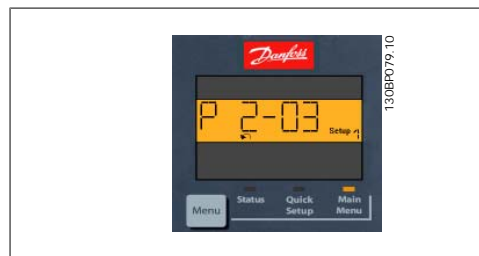 Danfoss
130BP079.10
P 2-03
Setup 1
Menu
Status
Quick Setup
Main Menu